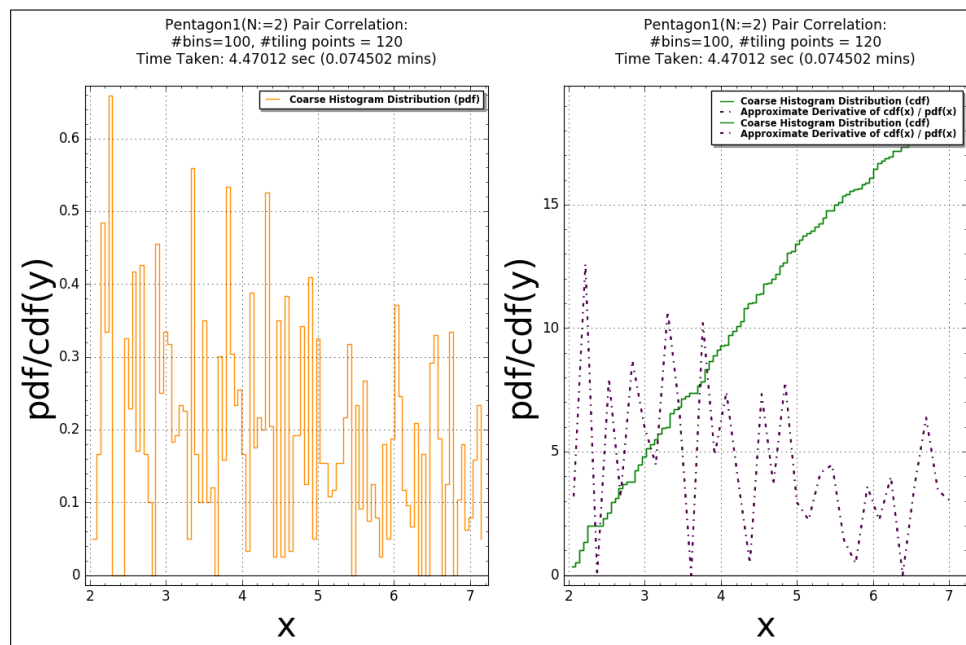 Pentagon1(N:=2) Pair Correlation:
#bins=100, #tiling points = 120
Time Taken: 4.47012 sec (0.074502 mins)
Coarse Histogram Distribution (pdf)
pdf/cdf(y)
0.6
0.5
0.4
0.3
0.2
0.1
0
2 3 4 5 6 7
x
Pentagon1(N:=2) Pair Correlation:
#bins=100, #tiling points = 120
Time Taken: 4.47012 sec (0.074502 mins)
Coarse Histogram Distribution (cdf)
Approximate Derivative of cdf(x) / pdf(x)
Coarse Histogram Distribution (cdf)
Approximate Derivative of cdf(x) / pdf(x)
pdf/cdf(y)
15
10
5
0
2 3 4 5 6 7
x